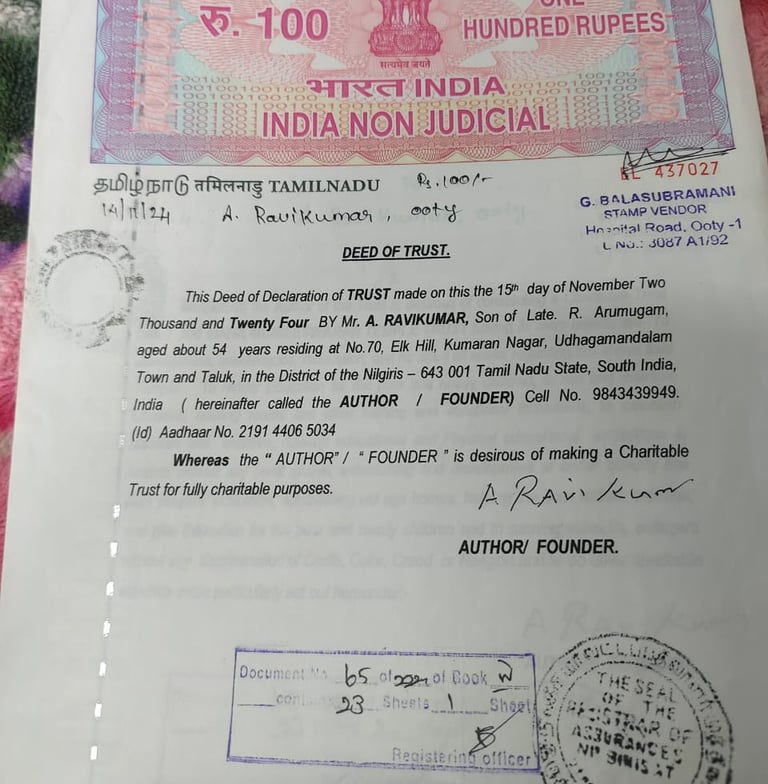 रु. 100
ONE
HUNDRED RUPEES
सत्यमेव जयते
भारत INDIA
INDIA NON JUDICIAL
தமிழ்நாடு तमिलनाडु TAMILNADU
Rs. 100/-
437027
14/11/24 A. RaviKumar, ooty
G. BALASUBRAMANI
STAMP VENDOR
Hospital Road, Ooty -1
L No.: 3087 A1/92
DEED OF TRUST.
This Deed of Declaration of TRUST made on this the 15th day of November Two
Thousand and Twenty Four BY Mr. A. RAVIKUMAR, Son of Late. R. Arumugam,
aged about 54 years residing at No.70, Elk Hill, Kumaran Nagar, Udhagamandalam
Town and Taluk, in the District of the Nilgiris – 643 001 Tamil Nadu State, South India,
India ( hereinafter called the AUTHOR / FOUNDER) Cell No. 9843439949.
(Id) Aadhaar No. 2191 4406 5034
Whereas the “ AUTHOR” / “ FOUNDER ” is desirous of making a Charitable
Trust for fully charitable purposes.
A Ravi Kumar
AUTHOR/ FOUNDER.
Document No. 65 of of Book
23 Sheets 1 Sheet
Registering officer
THE SEAL
OF THE
REGISTRAR OF
ASSURANCES